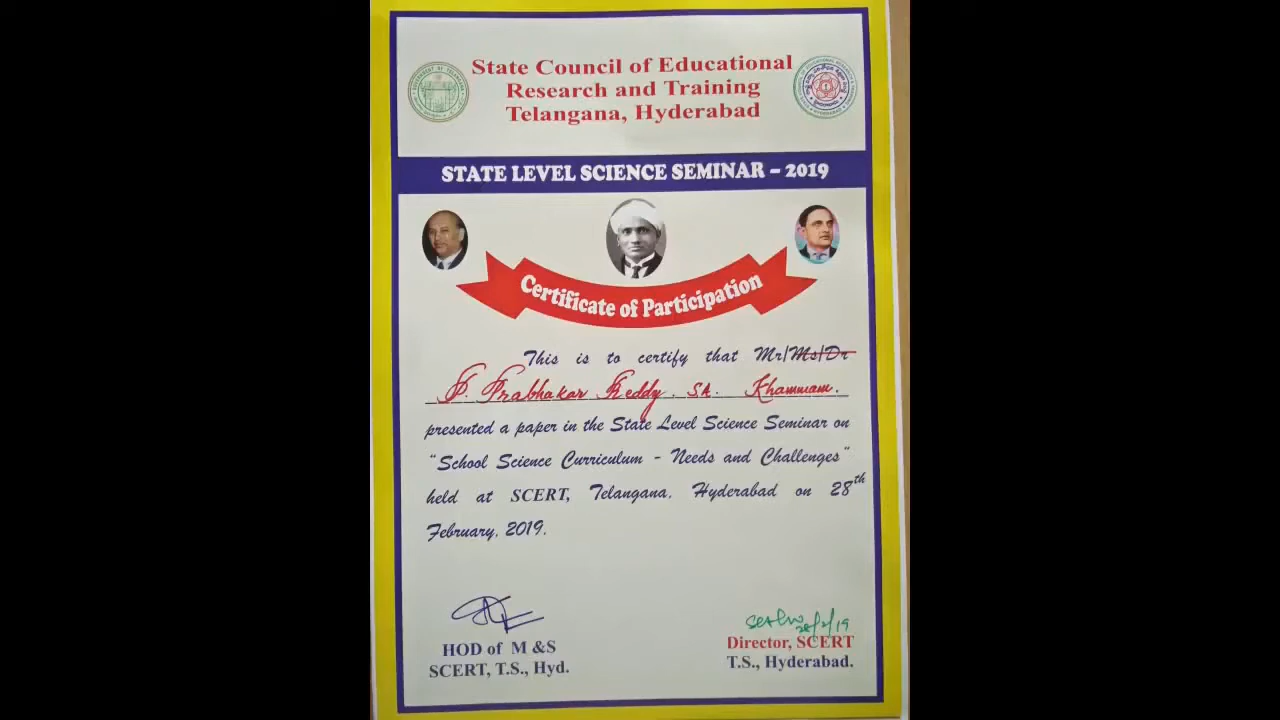 State Council of Educational
Research and Training
Telangana, Hyderabad
STATE LEVEL SCIENCE SEMINAR – 2019
Certificate of Participation
This is to certify that Mr/Ms/Dr
P. Prabhakar Reddy. SA. Khammam.
presented a paper in the State Level Science Seminar on
"School Science Curriculum - Needs and Challenges"
held at SCERT, Telangana, Hyderabad on 28th
February, 2019.
28/2/19
HOD of M &S
SCERT, T.S., Hyd.
Director, SCERT
T.S., Hyderabad.